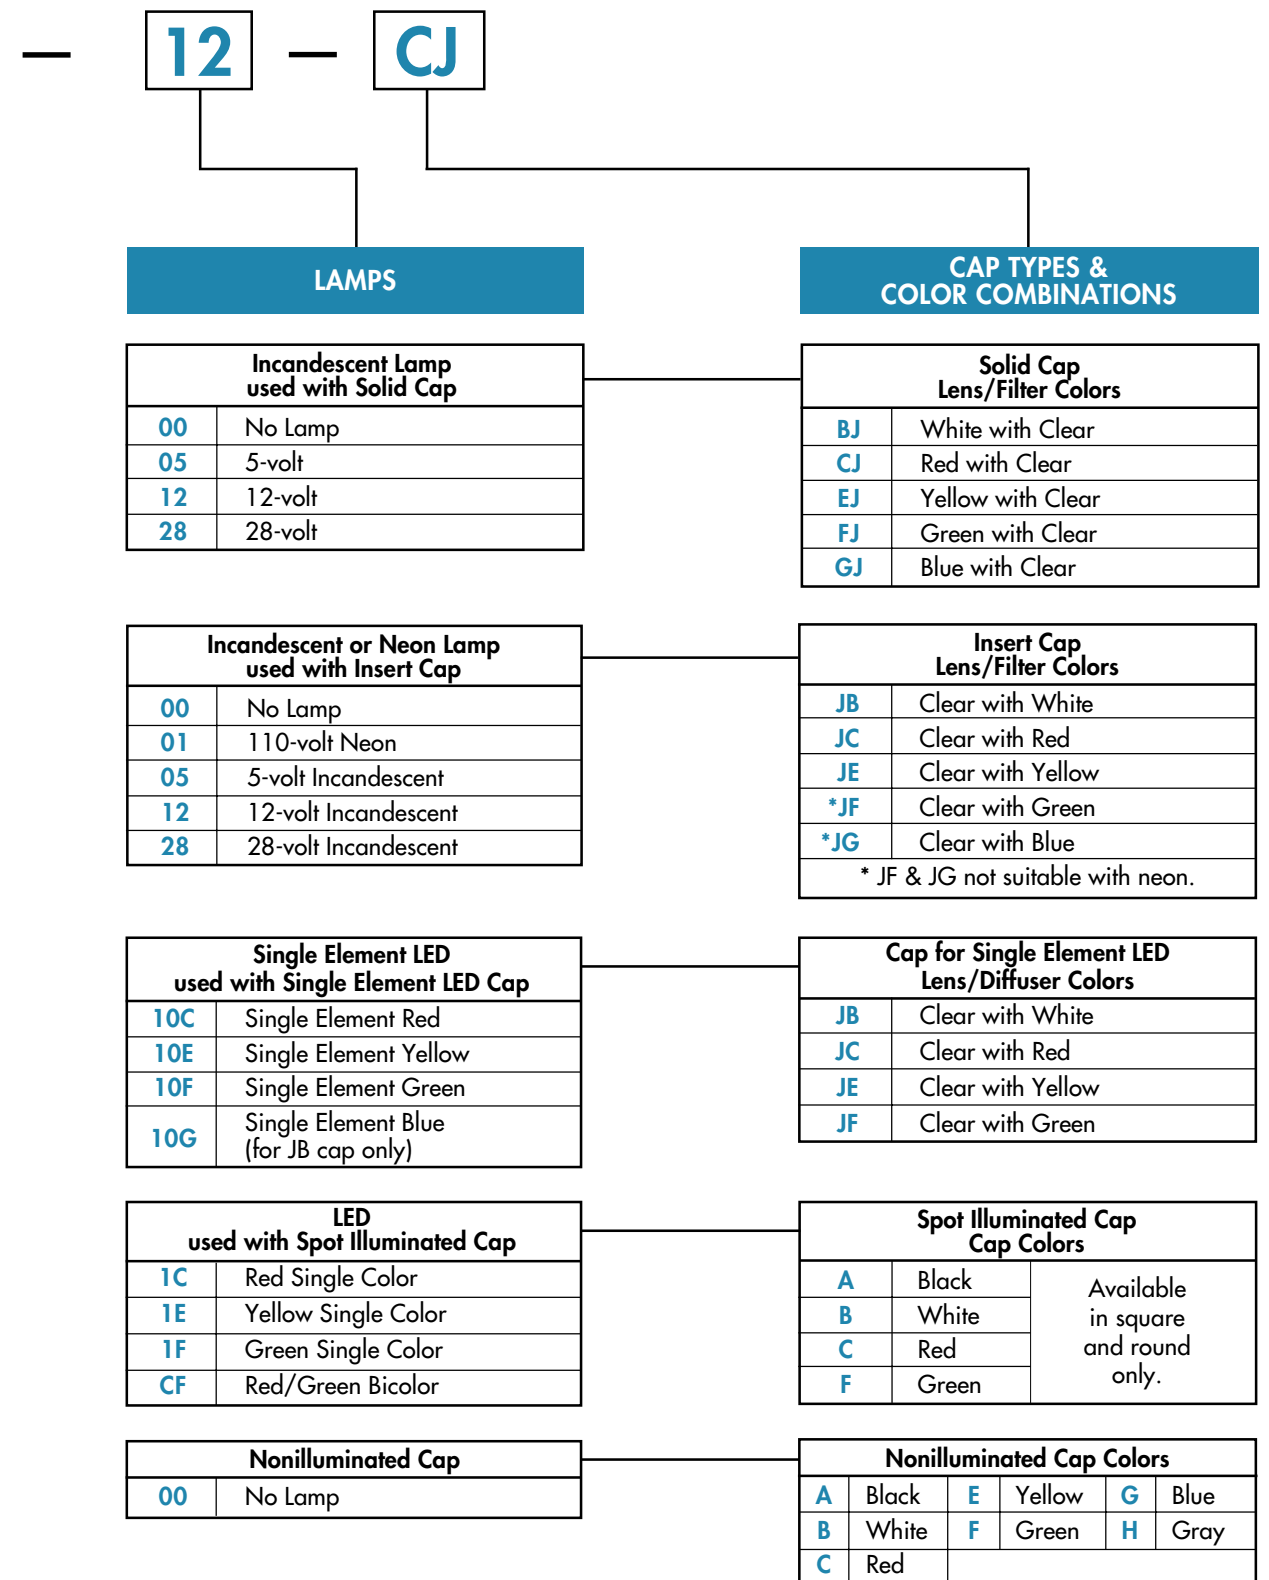 — 12 — CJ
LAMPS
CAP TYPES &
COLOR COMBINATIONS
Incandescent Lamp
used with Solid Cap
00 No Lamp
05 5-volt
12 12-volt
28 28-volt
Solid Cap
Lens/Filter Colors
BJ White with Clear
CJ Red with Clear
EJ Yellow with Clear
FJ Green with Clear
GJ Blue with Clear
Incandescent or Neon Lamp
used with Insert Cap
00 No Lamp
01 110-volt Neon
05 5-volt Incandescent
12 12-volt Incandescent
28 28-volt Incandescent
Insert Cap
Lens/Filter Colors
JB Clear with White
JC Clear with Red
JE Clear with Yellow
*JF Clear with Green
*JG Clear with Blue
* JF & JG not suitable with neon.
Single Element LED
used with Single Element LED Cap
10C Single Element Red
10E Single Element Yellow
10F Single Element Green
10G Single Element Blue
(for JB cap only)
Cap for Single Element LED
Lens/Diffuser Colors
JB Clear with White
JC Clear with Red
JE Clear with Yellow
JF Clear with Green
LED
used with Spot Illuminated Cap
1C Red Single Color
1E Yellow Single Color
1F Green Single Color
CF Red/Green Bicolor
Spot Illuminated Cap
Cap Colors
A Black
B White
C Red
F Green
Available
in square
and round
only.
Nonilluminated Cap
00 No Lamp
Nonilluminated Cap Colors
A Black E Yellow G Blue
B White F Green H Gray
C Red